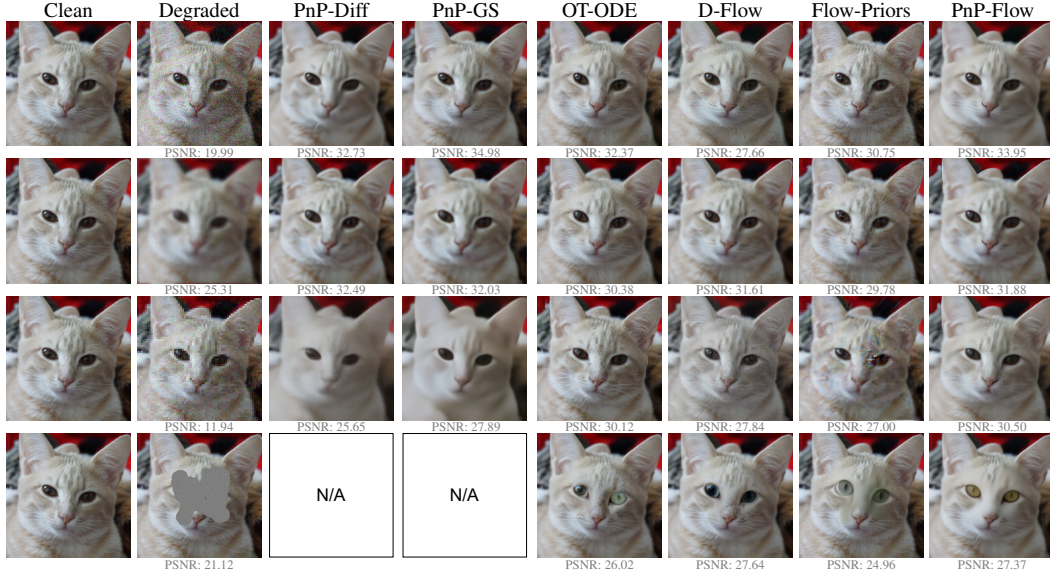 Clean Degraded PnP-Diff PnP-GS OT-ODE D-Flow Flow-Priors PnP-Flow
PSNR: 19.99 PSNR: 32.73 PSNR: 34.98 PSNR: 32.37 PSNR: 27.66 PSNR: 30.75 PSNR: 33.95
PSNR: 25.31 PSNR: 32.49 PSNR: 32.03 PSNR: 30.38 PSNR: 31.61 PSNR: 29.78 PSNR: 31.88
PSNR: 11.94 PSNR: 25.65 PSNR: 27.89 PSNR: 30.12 PSNR: 27.84 PSNR: 27.00 PSNR: 30.50
N/A N/A
PSNR: 21.12 PSNR: 26.02 PSNR: 27.64 PSNR: 24.96 PSNR: 27.37